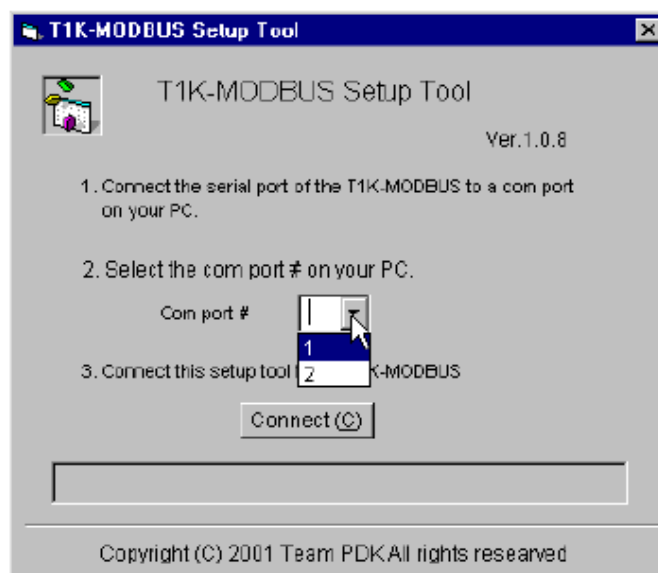 T1K-MODBUS Setup Tool
T1K-MODBUS Setup Tool
Ver.1.0.8
1. Connect the serial port of the T1K-MODBUS to a com port
on your PC.
2. Select the com port # on your PC.
Com port #
1
2
3. Connect this setup tool K-MODBUS
Connect (C)
Copyright (C) 2001 Team PDK All rights researved